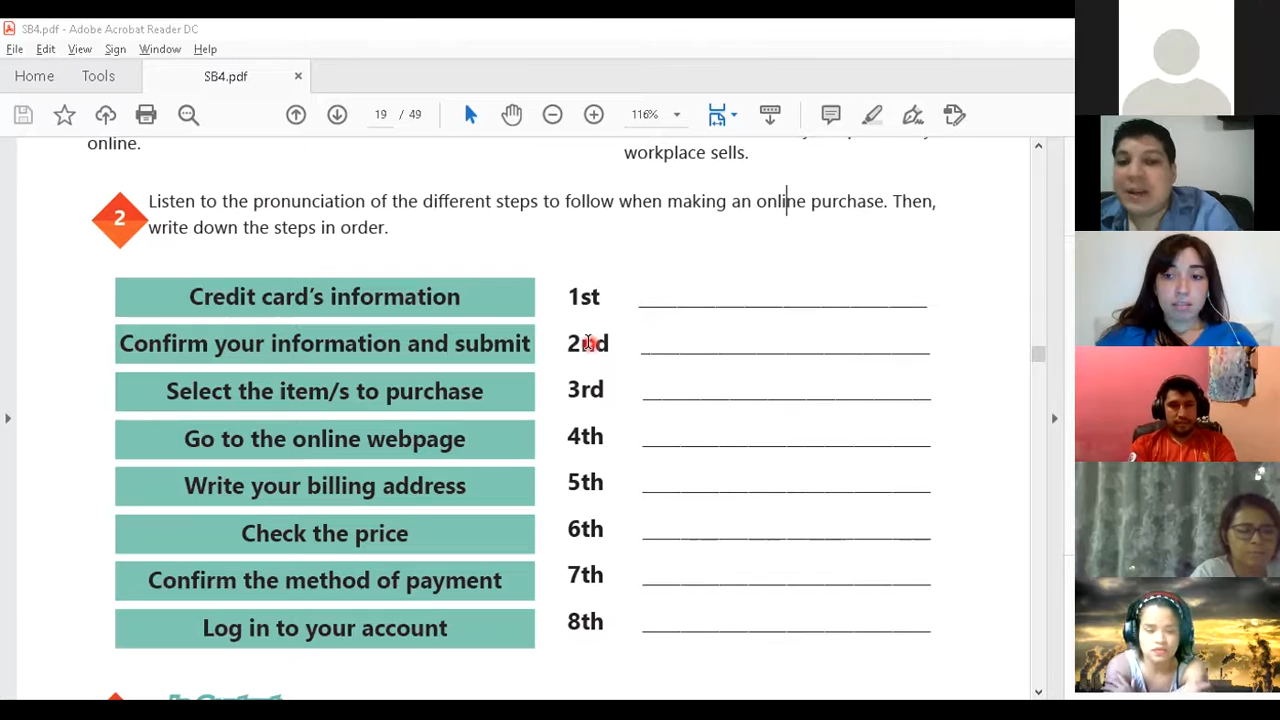 SB4.pdf - Adobe Acrobat Reader DC
File Edit View Sign Window Help
Home Tools SB4.pdf ×
19 / 49 116%
online.
workplace sells.
2 Listen to the pronunciation of the different steps to follow when making an online purchase. Then,
write down the steps in order.
Credit card's information 1st
Confirm your information and submit
Select the item/s to purchase 3rd
Go to the online webpage 4th
Write your billing address 5th
Check the price 6th
Confirm the method of payment 7th
Log in to your account 8th